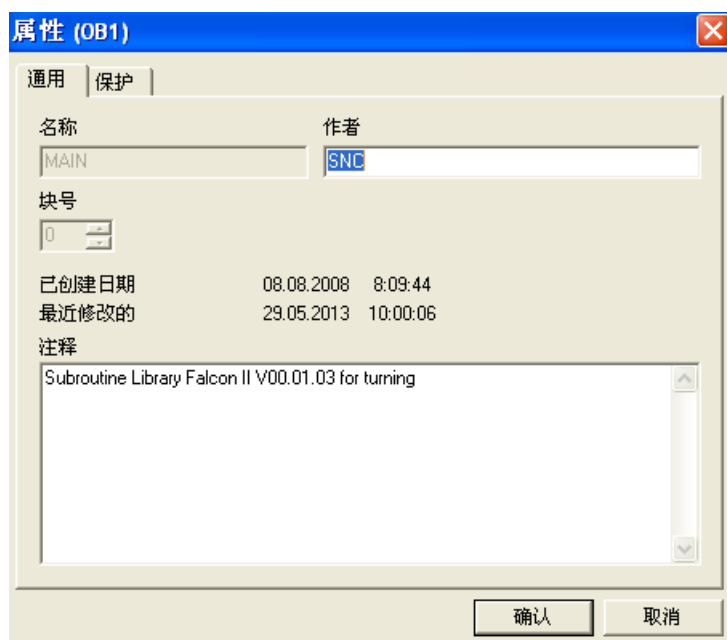 属性 (OB1)
通用 保护
名称 作者
MAIN SNC
块号
0
已创建日期 08.08.2008 8:09:44
最近修改的 29.05.2013 10:00:06
注释
Subroutine Library Falcon II V00.01.03 for turning
确认 取消